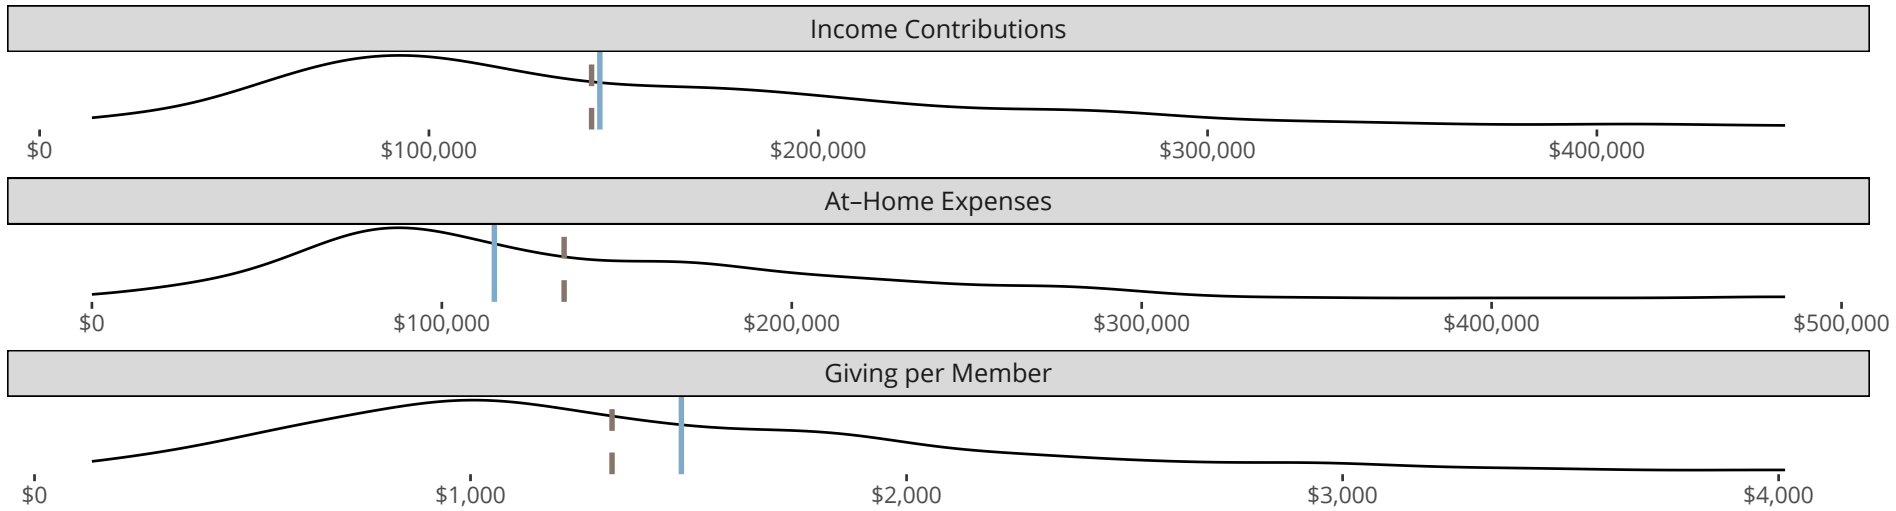 Income Contributions
$0 $100,000 $200,000 $300,000 $400,000
At–Home Expenses
$0 $100,000 $200,000 $300,000 $400,000 $500,000
Giving per Member
$0 $1,000 $2,000 $3,000 $4,000